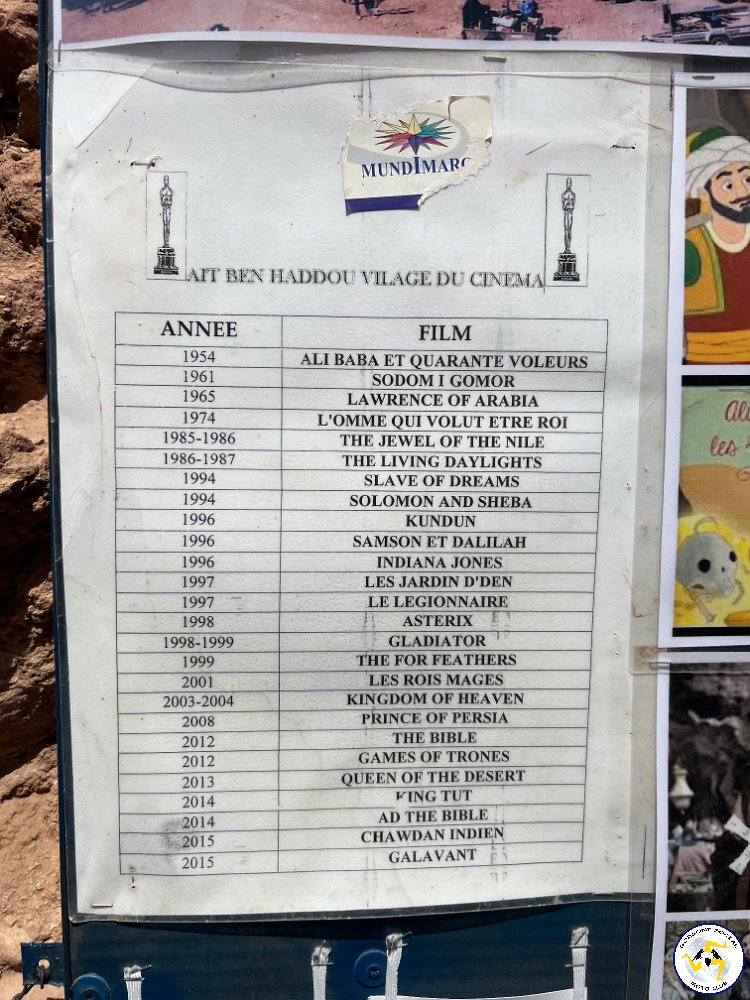 MUNDIMARO
AIT BEN HADDOU VILAGE DU CINEMA
ANNEE FILM
1954 ALI BABA ET QUARANTE VOLEURS
1961 SODOM I GOMOR
1965 LAWRENCE OF ARABIA
1974 L'OMME QUI VOLUT ETRE ROI
1985-1986 THE JEWEL OF THE NILE
1986-1987 THE LIVING DAYLIGHTS
1994 SLAVE OF DREAMS
1994 SOLOMON AND SHEBA
1996 KUNDUN
1996 SAMSON ET DALILAH
1996 INDIANA JONES
1997 LES JARDIN D'DEN
1997 LE LEGIONNAIRE
1998 ASTERIX
1998-1999 GLADIATOR
1999 THE FOR FEATHERS
2001 LES ROIS MAGES
2003-2004 KINGDOM OF HEAVEN
2008 PRINCE OF PERSIA
2012 THE BIBLE
2012 GAMES OF TRONES
2013 QUEEN OF THE DESERT
2014 KING TUT
2014 AD THE BIBLE
2015 CHAWDAN INDIEN
2015 GALAVANT
Ali
les
MOTO CLUB